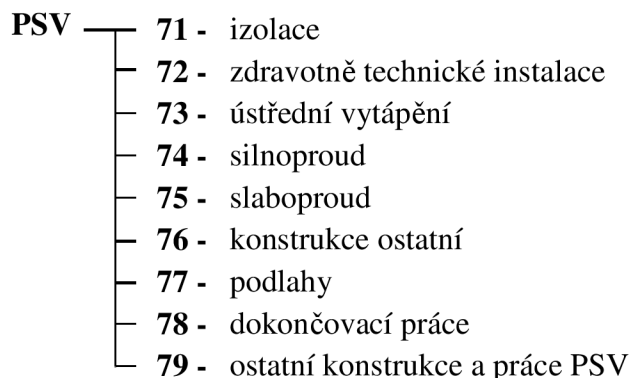 PSV 71 - izolace
72 - zdravotně technické instalace
73 - ústřední vytápění
74 - silnoproud
75 - slaboproud
76 - konstrukce ostatní
77 - podlahy
78 - dokončovací práce
79 - ostatní konstrukce a práce PSV